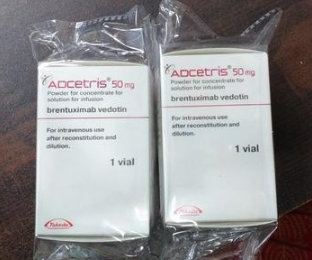 ADCETRIS® 50 mg
Powder for concentrate for
solution for infusion
brentuximab vedotin
For intravenous use
after reconstitution and
dilution.
1 vial
Takeda
ADCETRIS® 50 mg
Powder for concentrate for
solution for infusion
brentuximab vedotin
For intravenous use
after reconstitution and
dilution.
1 vial
Takeda